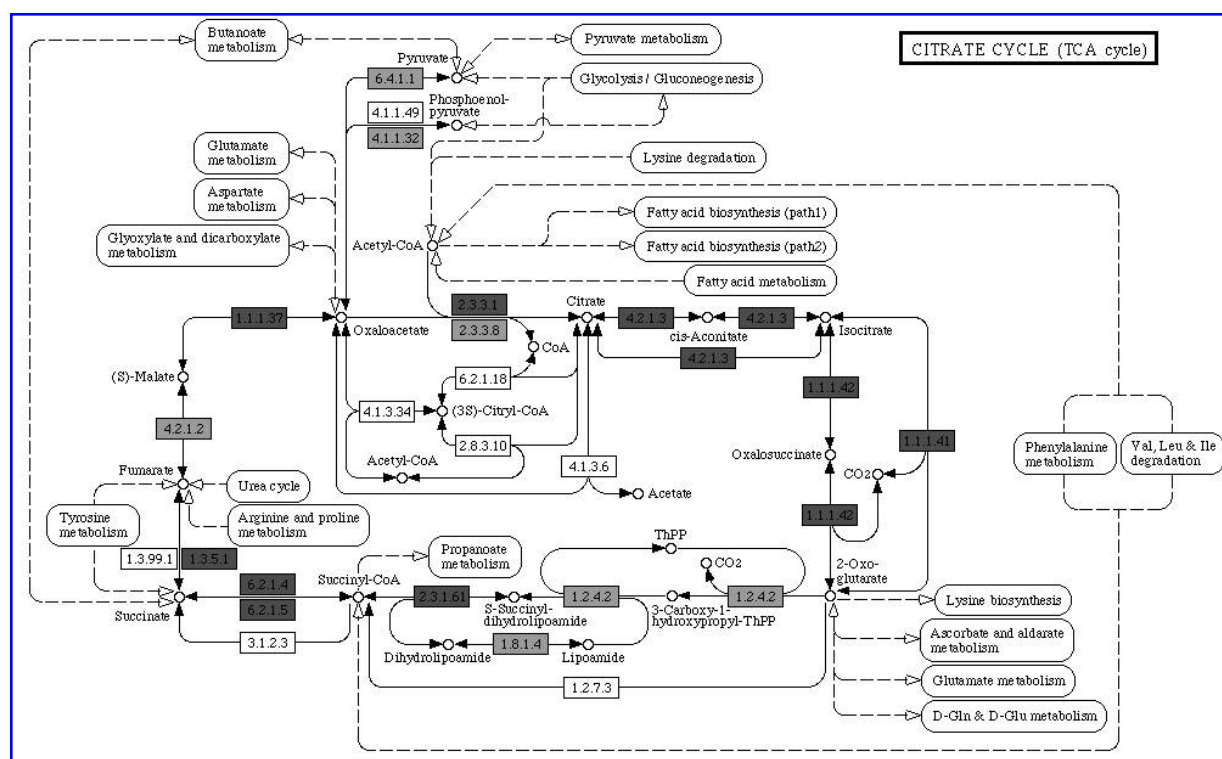 Butanoate
metabolism
Pyruvate metabolism
CITRATE CYCLE (TCA cycle)
Pyruvate
6.4.1.1
Glycolysis / Gluconeogenesis
Phosphoenol-
pyruvate
4.1.1.49
4.1.1.32
Glutamate
metabolism
Lysine degradation
Aspartate
metabolism
Fatty acid biosynthesis (path1)
Glyoxylate and dicarboxylate
metabolism
Acetyl-CoA
Fatty acid biosynthesis (path2)
Fatty acid metabolism
1.1.1.37
Oxaloacetate
2.3.3.1
2.3.3.8
Citrate
4.2.1.3
cis-Aconitate
4.2.1.3
Isocitrate
4.2.1.3
CoA
(S)-Malate
6.2.1.18
1.1.1.42
4.1.3.34
(3S)-Citryl-CoA
4.2.1.2
2.8.3.10
1.1.1.41
Phenylalanine
metabolism
Val, Leu & Ile
degradation
Oxalosuccinate
Acetyl-CoA
4.1.3.6
CO2
Fumarate
Urea cycle
Acetate
Tyrosine
metabolism
Arginine and proline
metabolism
1.1.1.42
1.3.99.1
1.3.5.1
Propanoate
metabolism
ThPP
CO2
2-Oxo-
glutarate
6.2.1.4
6.2.1.5
Succinyl-CoA
2.3.1.61
S-Succinyl-
dihydrolipoamide
1.2.4.2
3-Carboxy-1-
hydroxypropyl-ThPP
1.2.4.2
Lysine biosynthesis
Succinate
3.1.2.3
Dihydrolipoamide
1.8.1.4
Lipoamide
Ascorbate and aldarate
metabolism
1.2.7.3
Glutamate metabolism
D-Gln & D-Glu metabolism